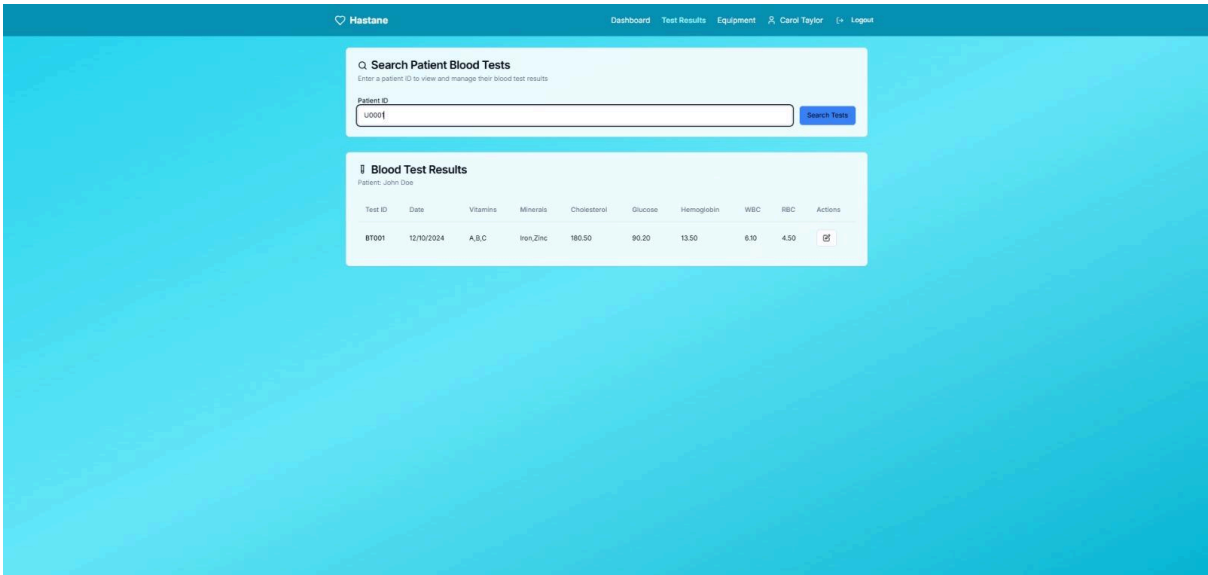 Hastane Dashboard Test Results Equipment Carol Taylor Logout
Search Patient Blood Tests
Enter a patient ID to view and manage their blood test results
Patient ID
U0001 Search Tests
Blood Test Results
Patient: John Doe
Test ID Date Vitamins Minerals Cholesterol Glucose Hemoglobin WBC RBC Actions
BT001 12/10/2024 A,B,C Iron,Zinc 180.50 90.20 13.50 6.10 4.50